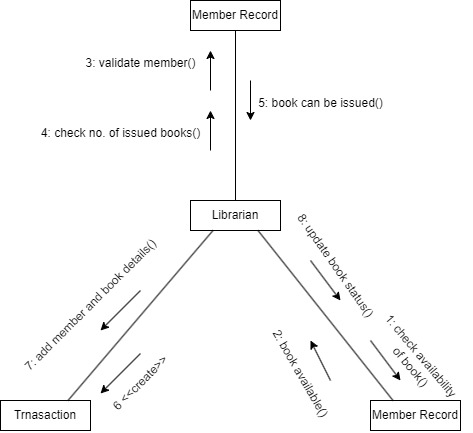 Member Record
3: validate member()
5: book can be issued()
4: check no. of issued books()
Librarian
8: update book status()
7: add member and book details()
1: check availability
of book()
2: book available()
6 <<create>>
Trnasaction
Member Record